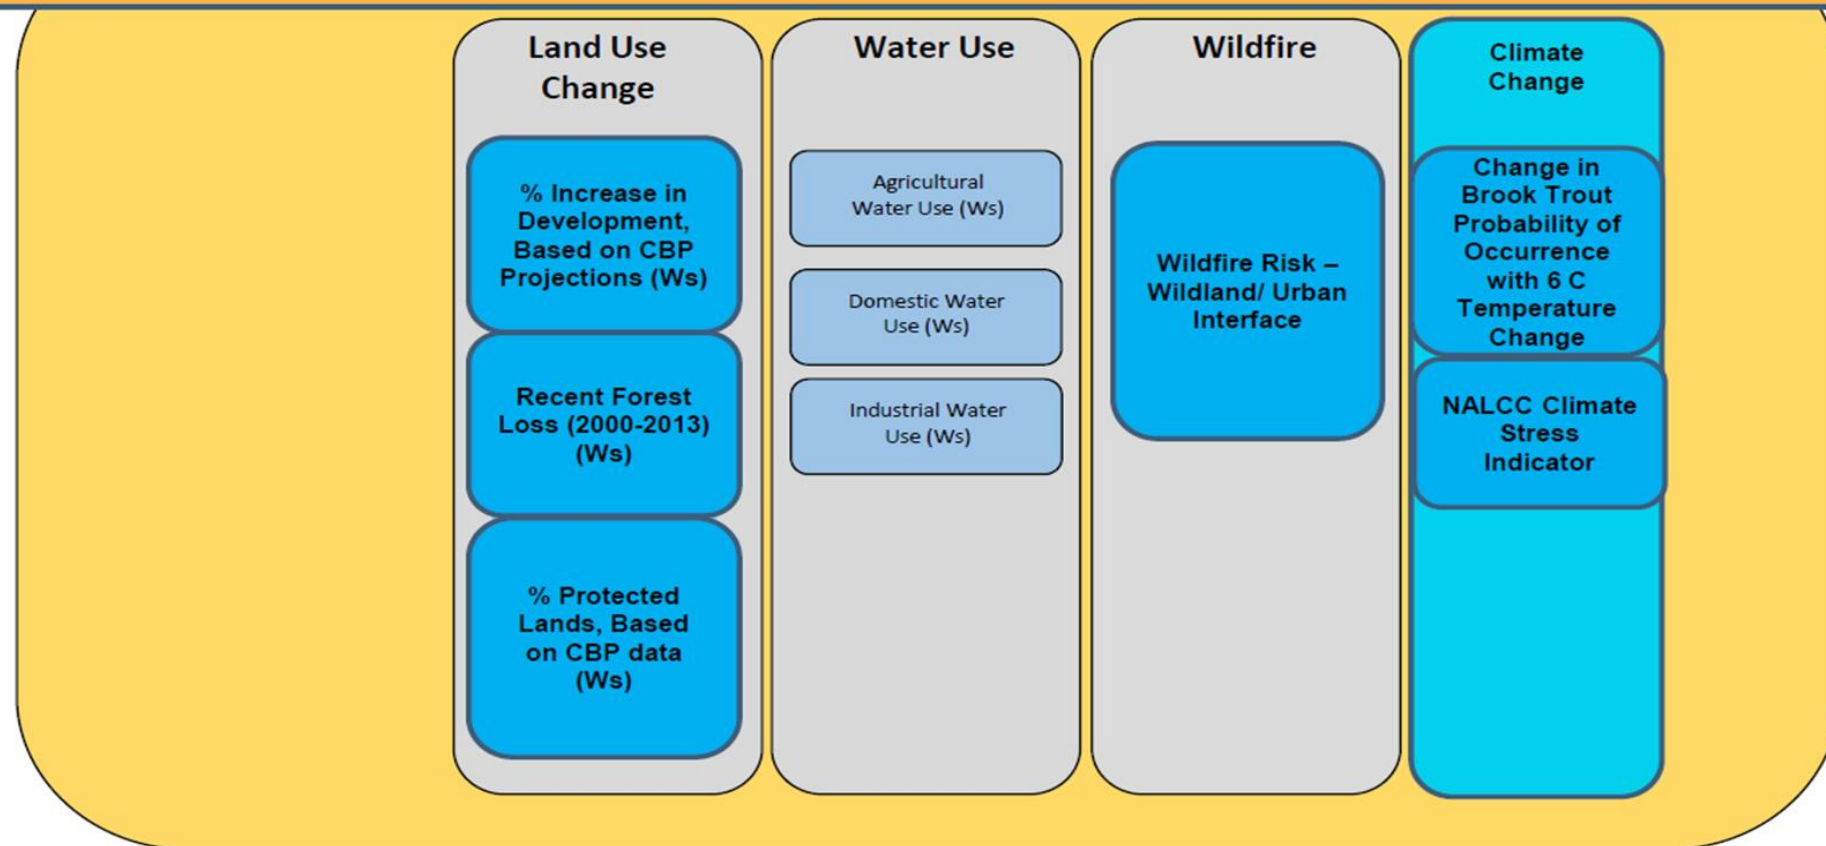 Land Use
Change
% Increase in
Development,
Based on CBP
Projections (Ws)
Recent Forest
Loss (2000-2013)
(Ws)
% Protected
Lands, Based
on CBP data
(Ws)
Water Use
Agricultural
Water Use (Ws)
Domestic Water
Use (Ws)
Industrial Water
Use (Ws)
Wildfire
Wildfire Risk –
Wildland/ Urban
Interface
Climate
Change
Change in
Brook Trout
Probability of
Occurrence
with 6 C
Temperature
Change
NALCC Climate
Stress
Indicator